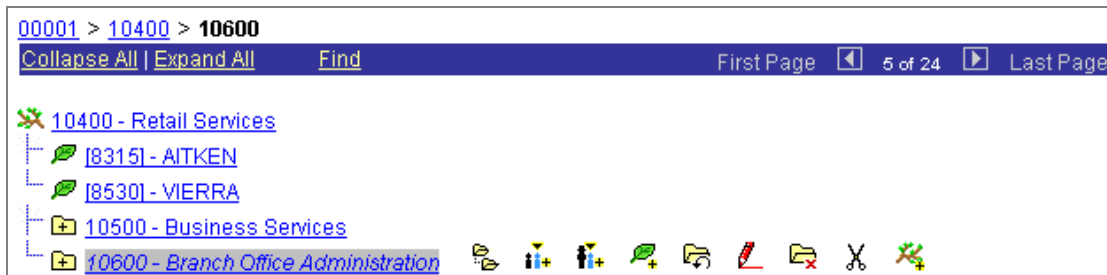 00001 > 10400 > 10600
Collapse All | Expand All Find First Page 5 of 24 Last Page
10400 - Retail Services
[8315] - AITKEN
[8530] - VIERRA
10500 - Business Services
10600 - Branch Office Administration